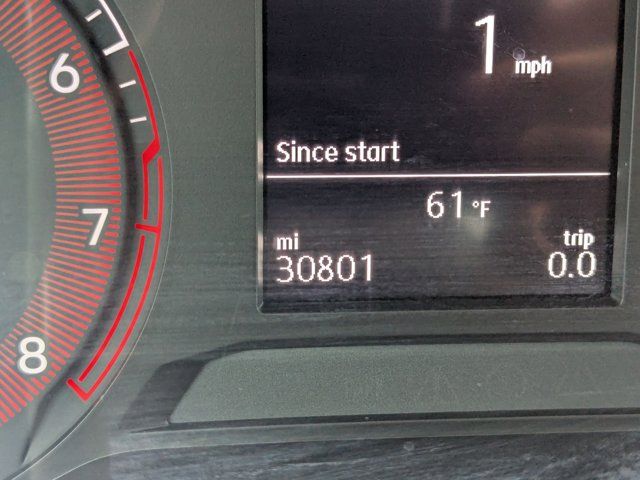 6
7
8
1 mph
Since start
61 °F
mi trip
30801 0.0